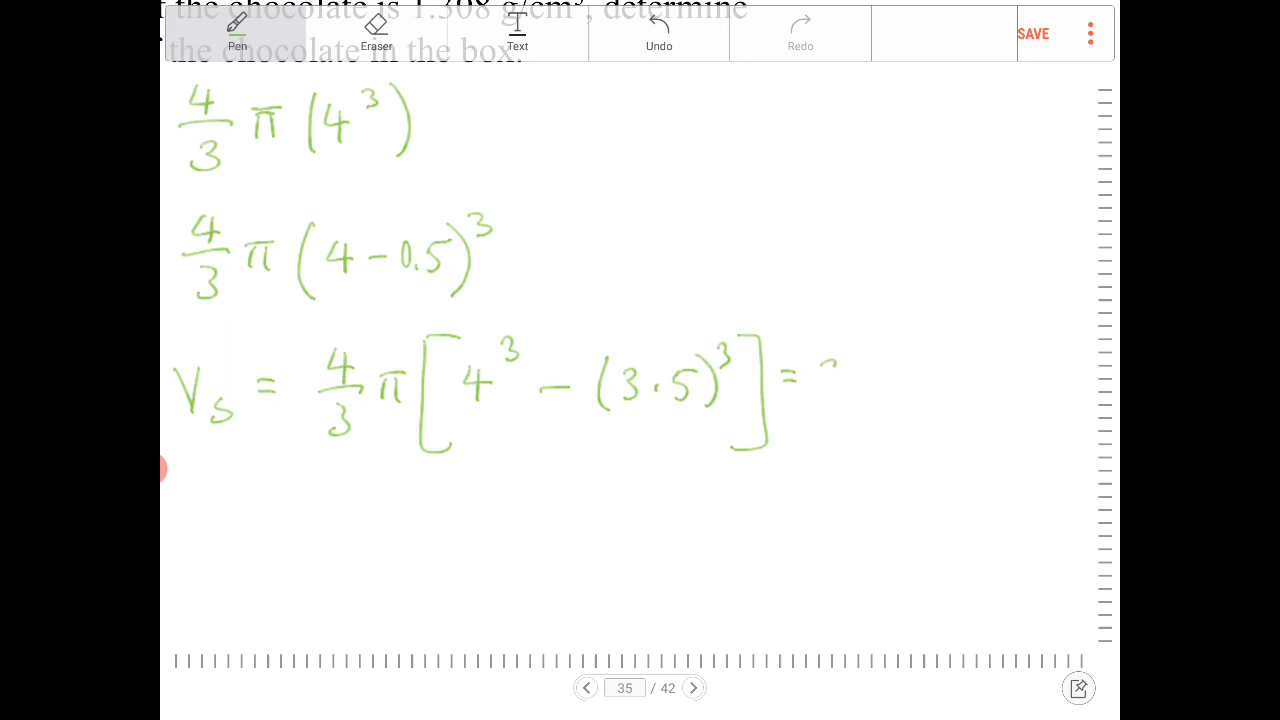 f the chocolate is 1.308 g/cm³, determine
the chocolate in the box.
Pen
Eraser
Text
Undo
Redo
SAVE
4/3 π (4³)
4/3 π (4 - 0.5)³
Vs = 4/3 π [4³ - (3.5)³] =
35 / 42